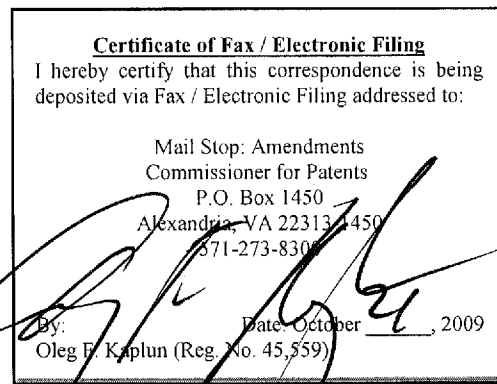 Certificate of Fax / Electronic Filing
I hereby certify that this correspondence is being
deposited via Fax / Electronic Filing addressed to:
Mail Stop: Amendments
Commissioner for Patents
P.O. Box 1450
Alexandria, VA 22313-1450
571-273-8300
By: Date: October 21, 2009
Oleg F. Kaplun (Reg. No. 45,559)